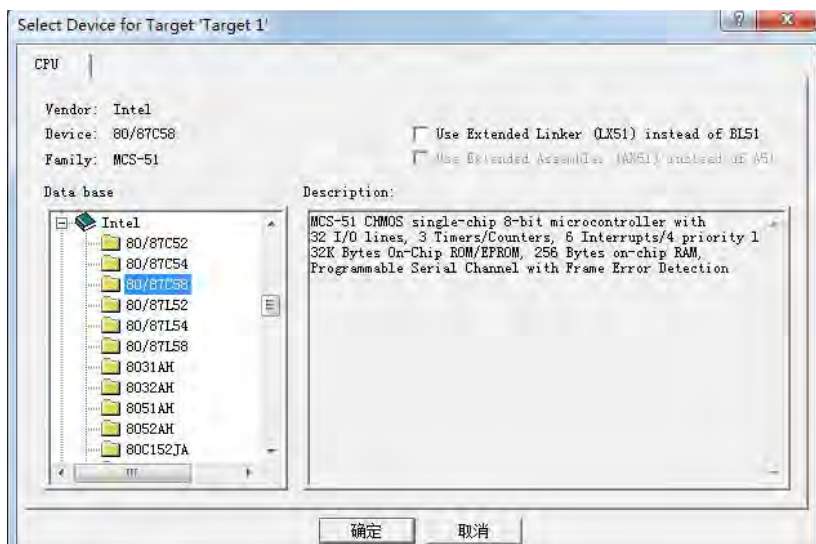 Select Device for Target 'Target 1'
CPU
Vendor: Intel
Device: 80/87C58
Family: MCS-51
Use Extended Linker (LX51) instead of BL51
Use Extended Assembler (AX51) instead of A51
Data base
Description:
Intel
80/87C52
80/87C54
80/87C58
80/87L52
80/87L54
80/87L58
8031AH
8032AH
8051AH
8052AH
80C152JA
MCS-51 CHMOS single-chip 8-bit microcontroller with
32 I/O lines, 3 Timers/Counters, 6 Interrupts/4 priority l
32K Bytes On-Chip ROM/EPROM, 256 Bytes on-chip RAM,
Programmable Serial Channel with Frame Error Detection
确定
取消